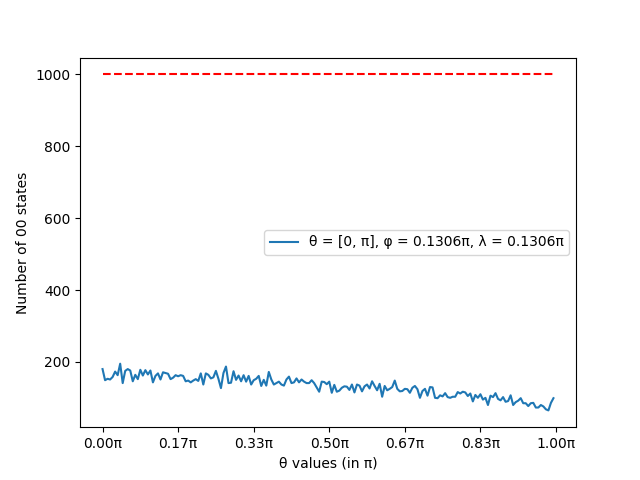 1000
800
600
400
200
Number of 00 states
θ = [0, π], φ = 0.1306π, λ = 0.1306π
0.00π 0.17π 0.33π 0.50π 0.67π 0.83π 1.00π
θ values (in π)